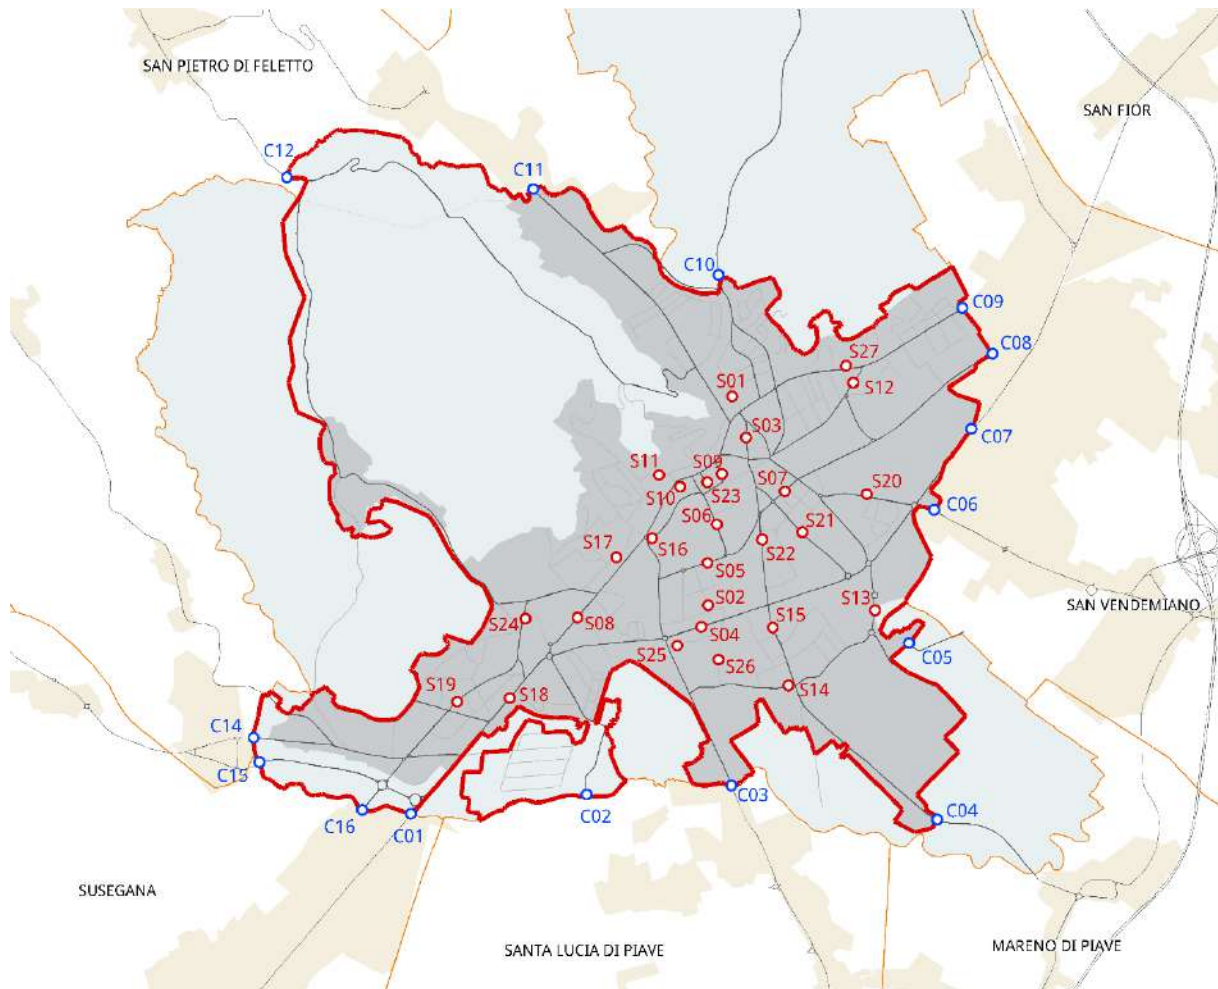 SAN PIETRO DI FELETTO
SAN FIOR
C12
C11
C10
C09
C08
S27
S12
S01
C07
S03
S11
S09
S10
S23
S07
S20
C06
S06
S21
S17
S16
S22
S05
S02
S13
SAN VENDEMIANO
S24
S08
S04
S15
C05
S25
S26
S19
S18
S14
C14
C15
C16
C01
C02
C03
C04
SUSEGANA
SANTA LUCIA DI PIAVE
MARENO DI PIAVE